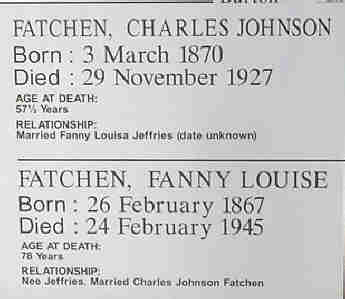 FATCHEN, CHARLES JOHNSON
Born : 3 March 1870
Died : 29 November 1927
AGE AT DEATH:
57½ Years
RELATIONSHIP:
Married Fanny Louisa Jeffries (date unknown)
FATCHEN, FANNY LOUISE
Born : 26 February 1867
Died : 24 February 1945
AGE AT DEATH:
78 Years
RELATIONSHIP:
Nee Jeffries. Married Charles Johnson Fatchen